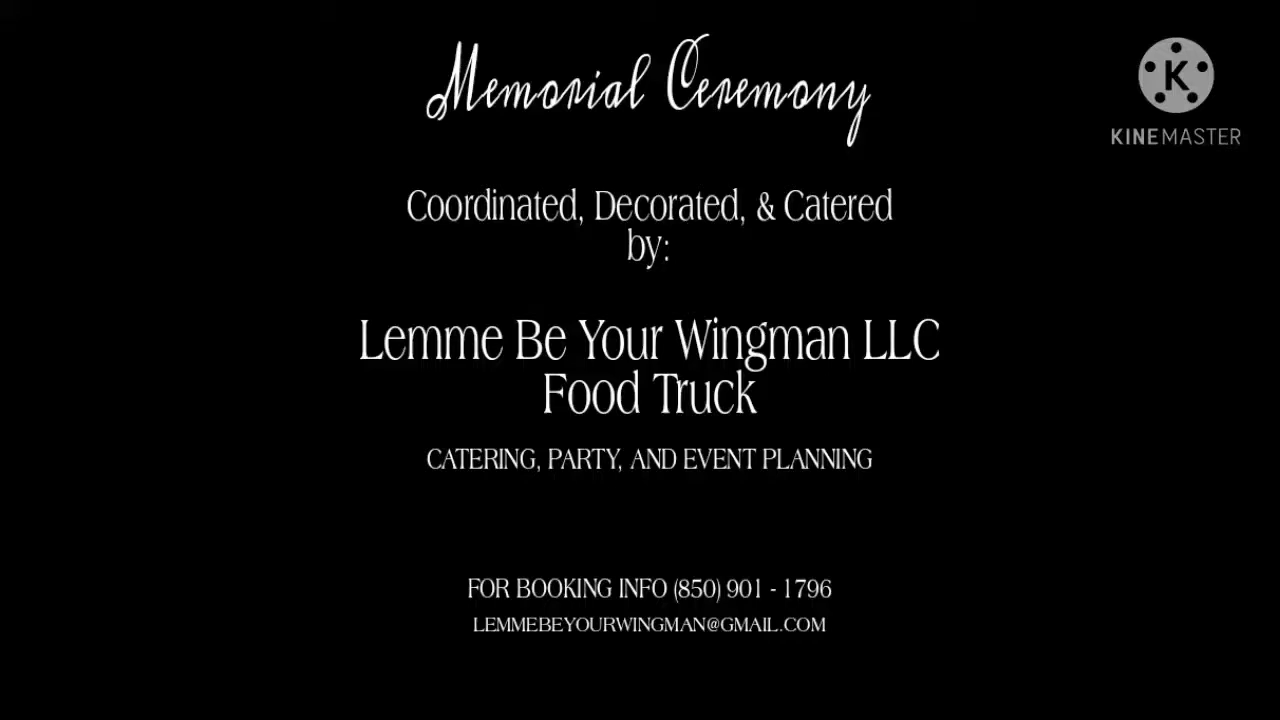 Memorial Ceremony
KINEMASTER
Coordinated, Decorated, & Catered
by:
Lemme Be Your Wingman LLC
Food Truck
CATERING, PARTY, AND EVENT PLANNING
FOR BOOKING INFO (850) 901 - 1796
LEMMEBEYOURWINGMAN@GMAIL.COM